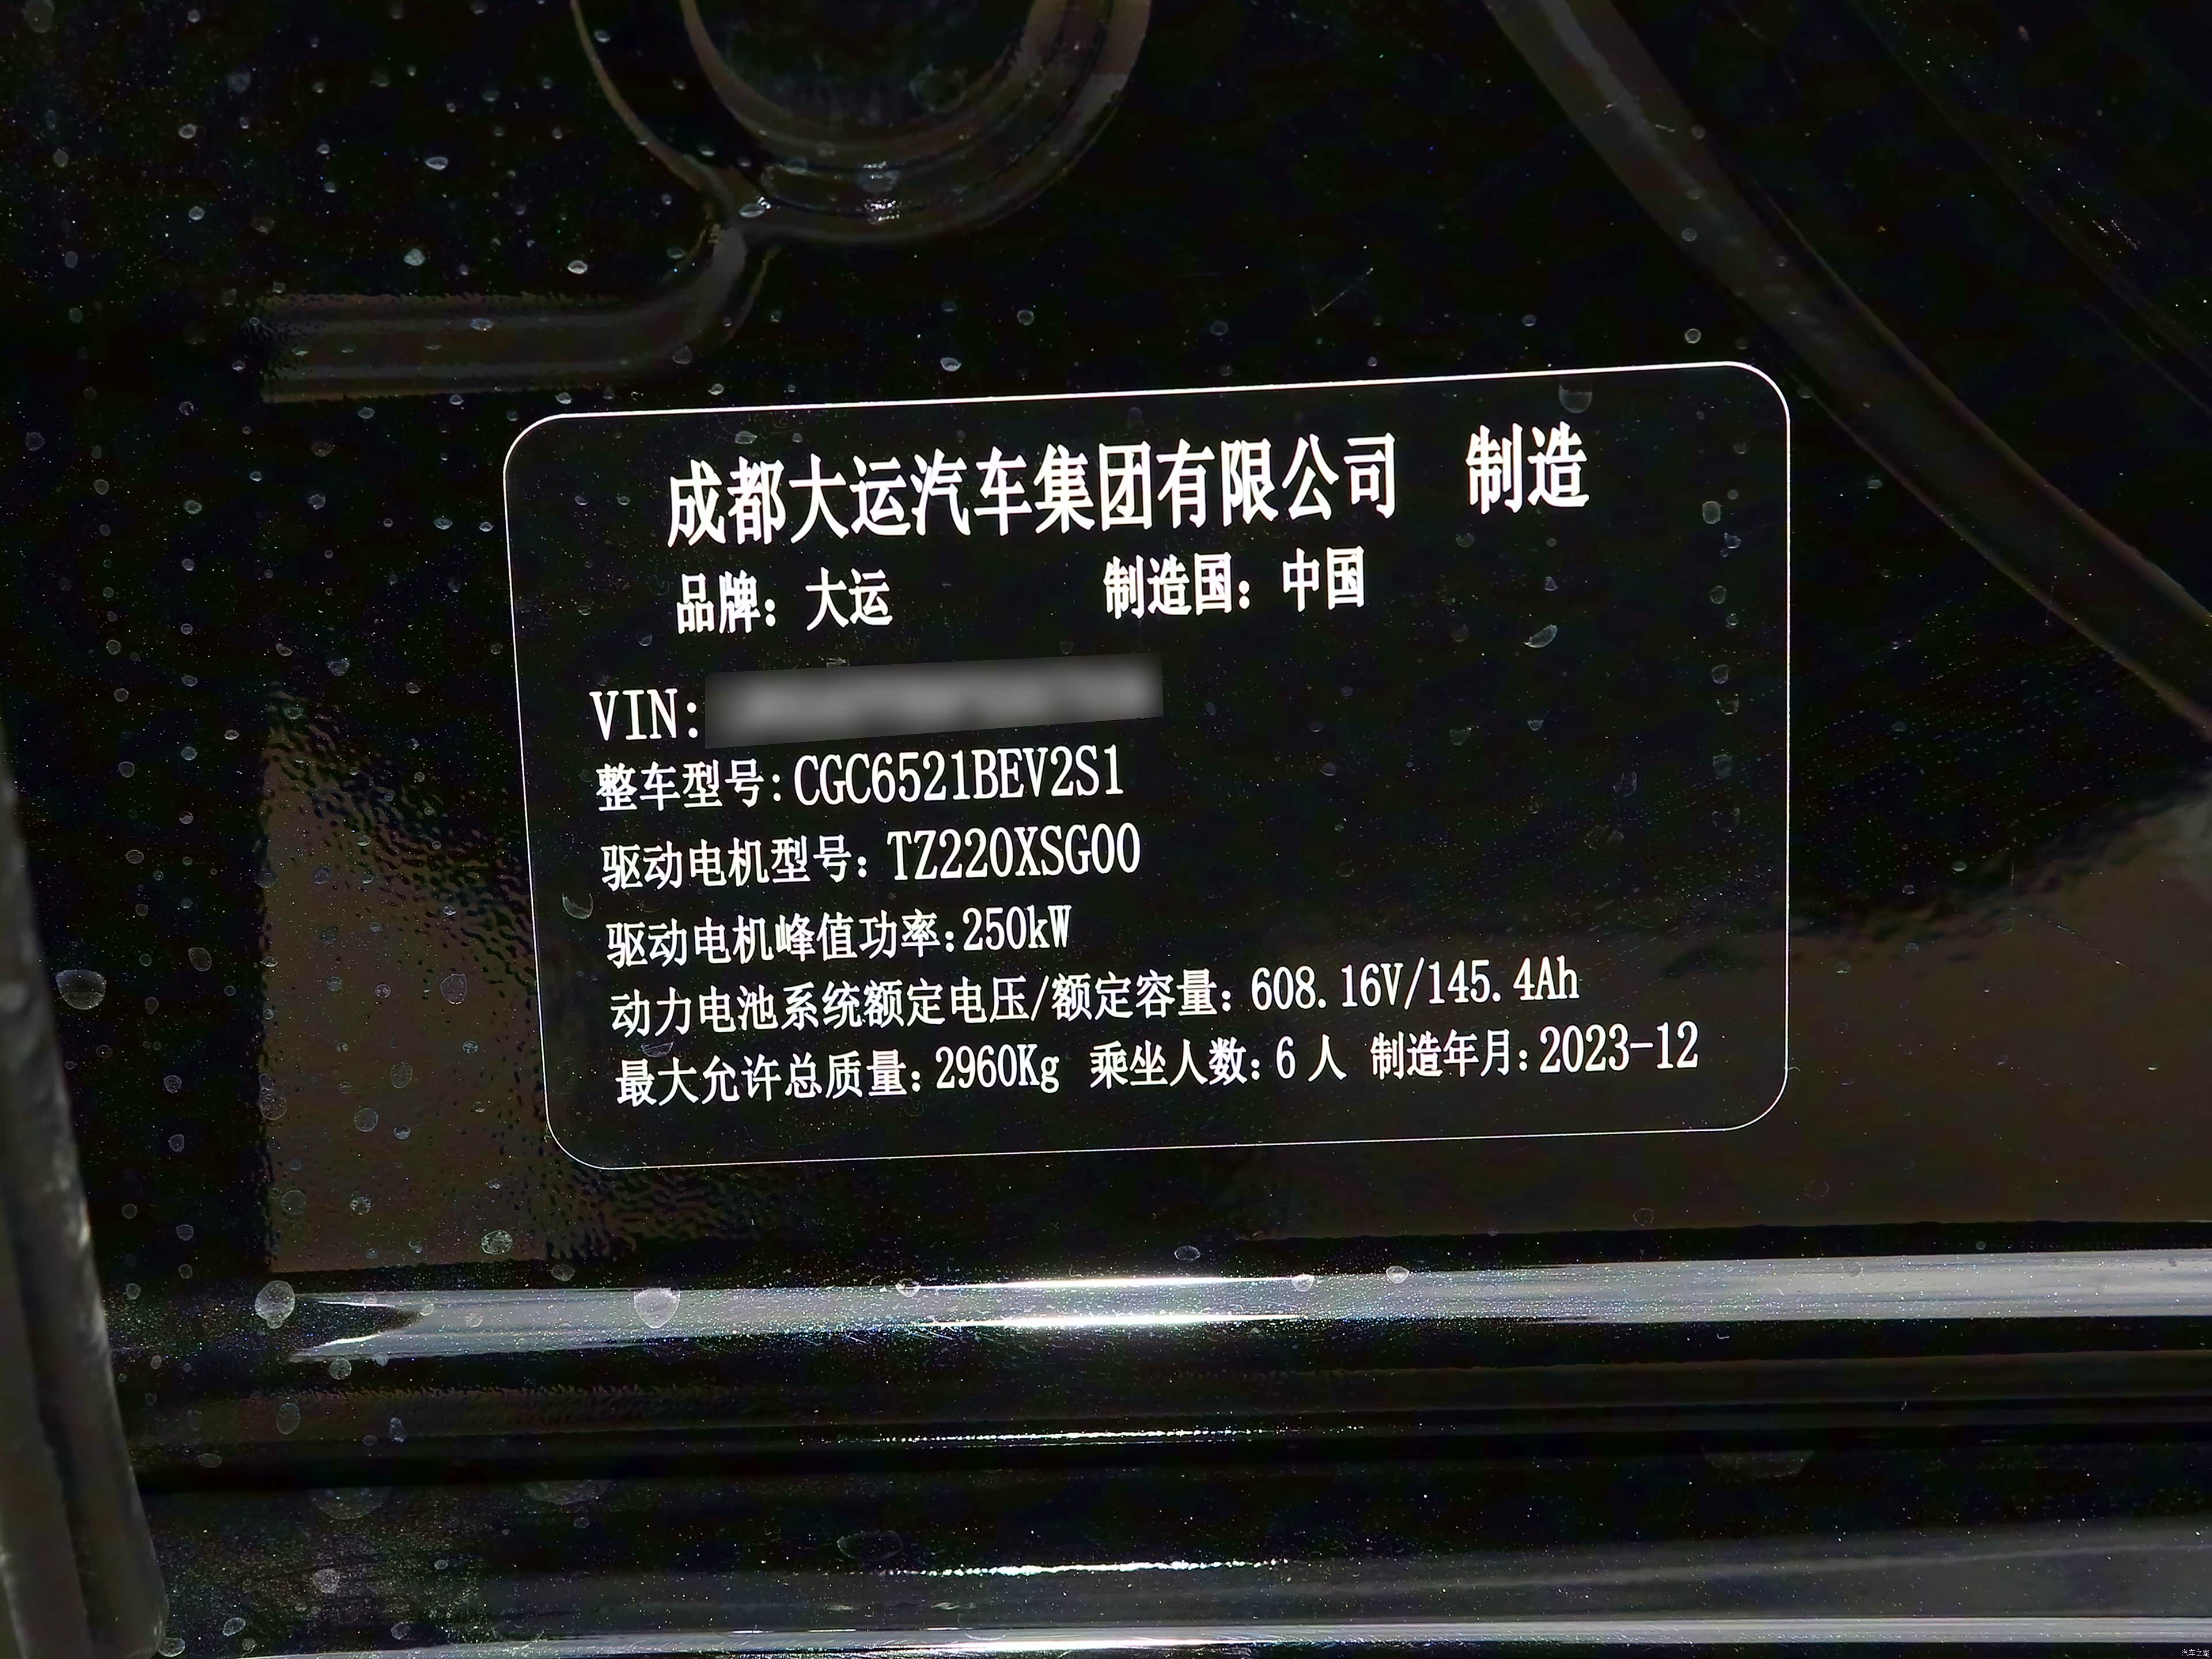 成都大运汽车集团有限公司 制造
品牌：大运 制造国：中国
VIN:
整车型号：CGC6521BEV2S1
驱动电机型号：TZ220XSG00
驱动电机峰值功率：250kW
动力电池系统额定电压/额定容量：608.16V/145.4Ah
最大允许总质量：2960Kg 乘坐人数：6人 制造年月：2023-12
汽车之家